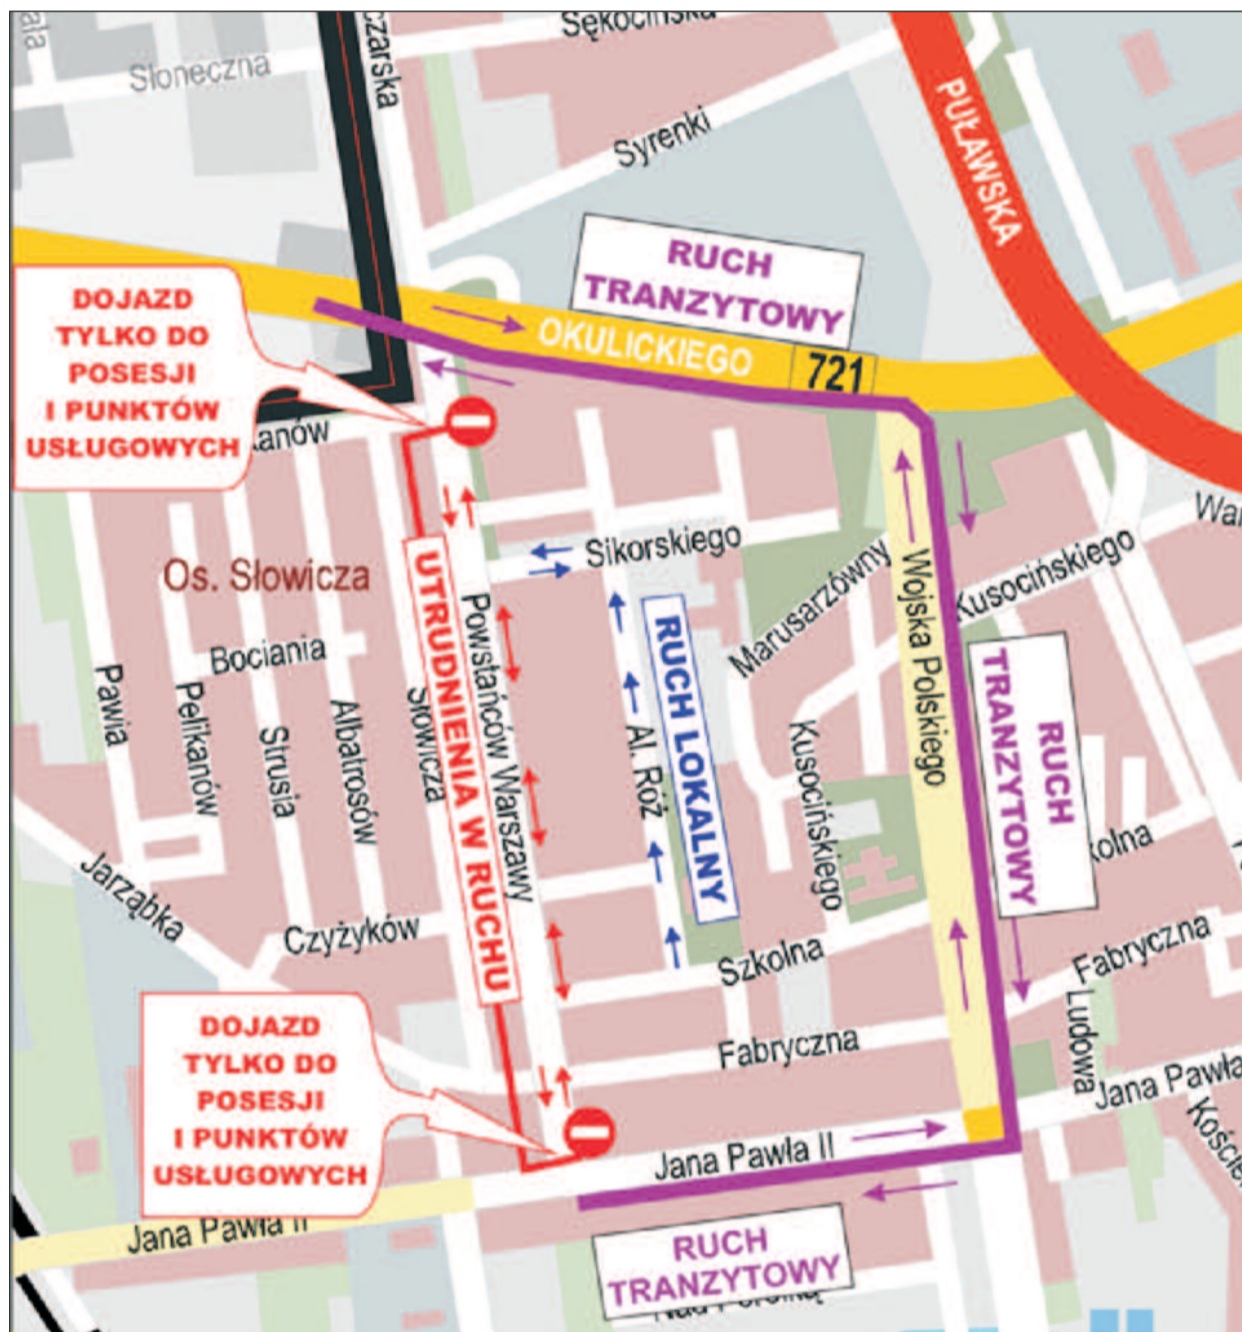 Sękocińska
Słoneczna
czarska
Syrenki
PUŁAWSKA
RUCH
TRANZYTOWY
DOJAZD
TYLKO DO
POSESJI
I PUNKTÓW
USŁUGOWYCH
OKULICKIEGO
721
kanów
Sikorskiego
Os. Słowicza
Marusarzówny
Wojska Polskiego
Kusocińskiego
UTRUDNIENIA W RUCHU
Powstańców Warszawy
RUCH LOKALNY
Bociania
RUCH
TRANZYTOWY
Pawia
Pelikanów
Strusia
Albatrosów
Słowicza
Al. Róż
Kusocińskiego
kolna
Jarząbka
Czyżyków
Szkolna
Fabryczna
Fabryczna
Ludowa
DOJAZD
TYLKO DO
POSESJI
I PUNKTÓW
USŁUGOWYCH
Jana Pawła
Jana Pawła II
Jana Pawła II
RUCH
TRANZYTOWY